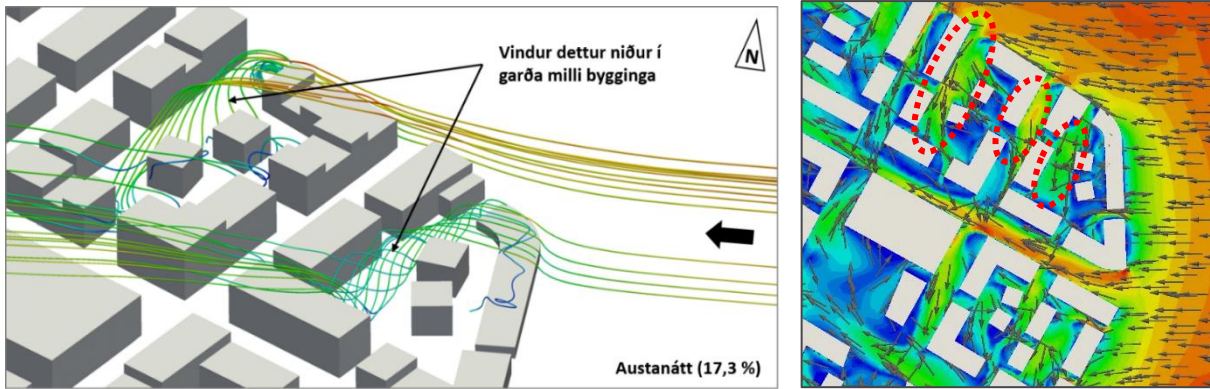 Vindur dettur niður í
garða milli bygginga
N
Austanátt (17,3 %)